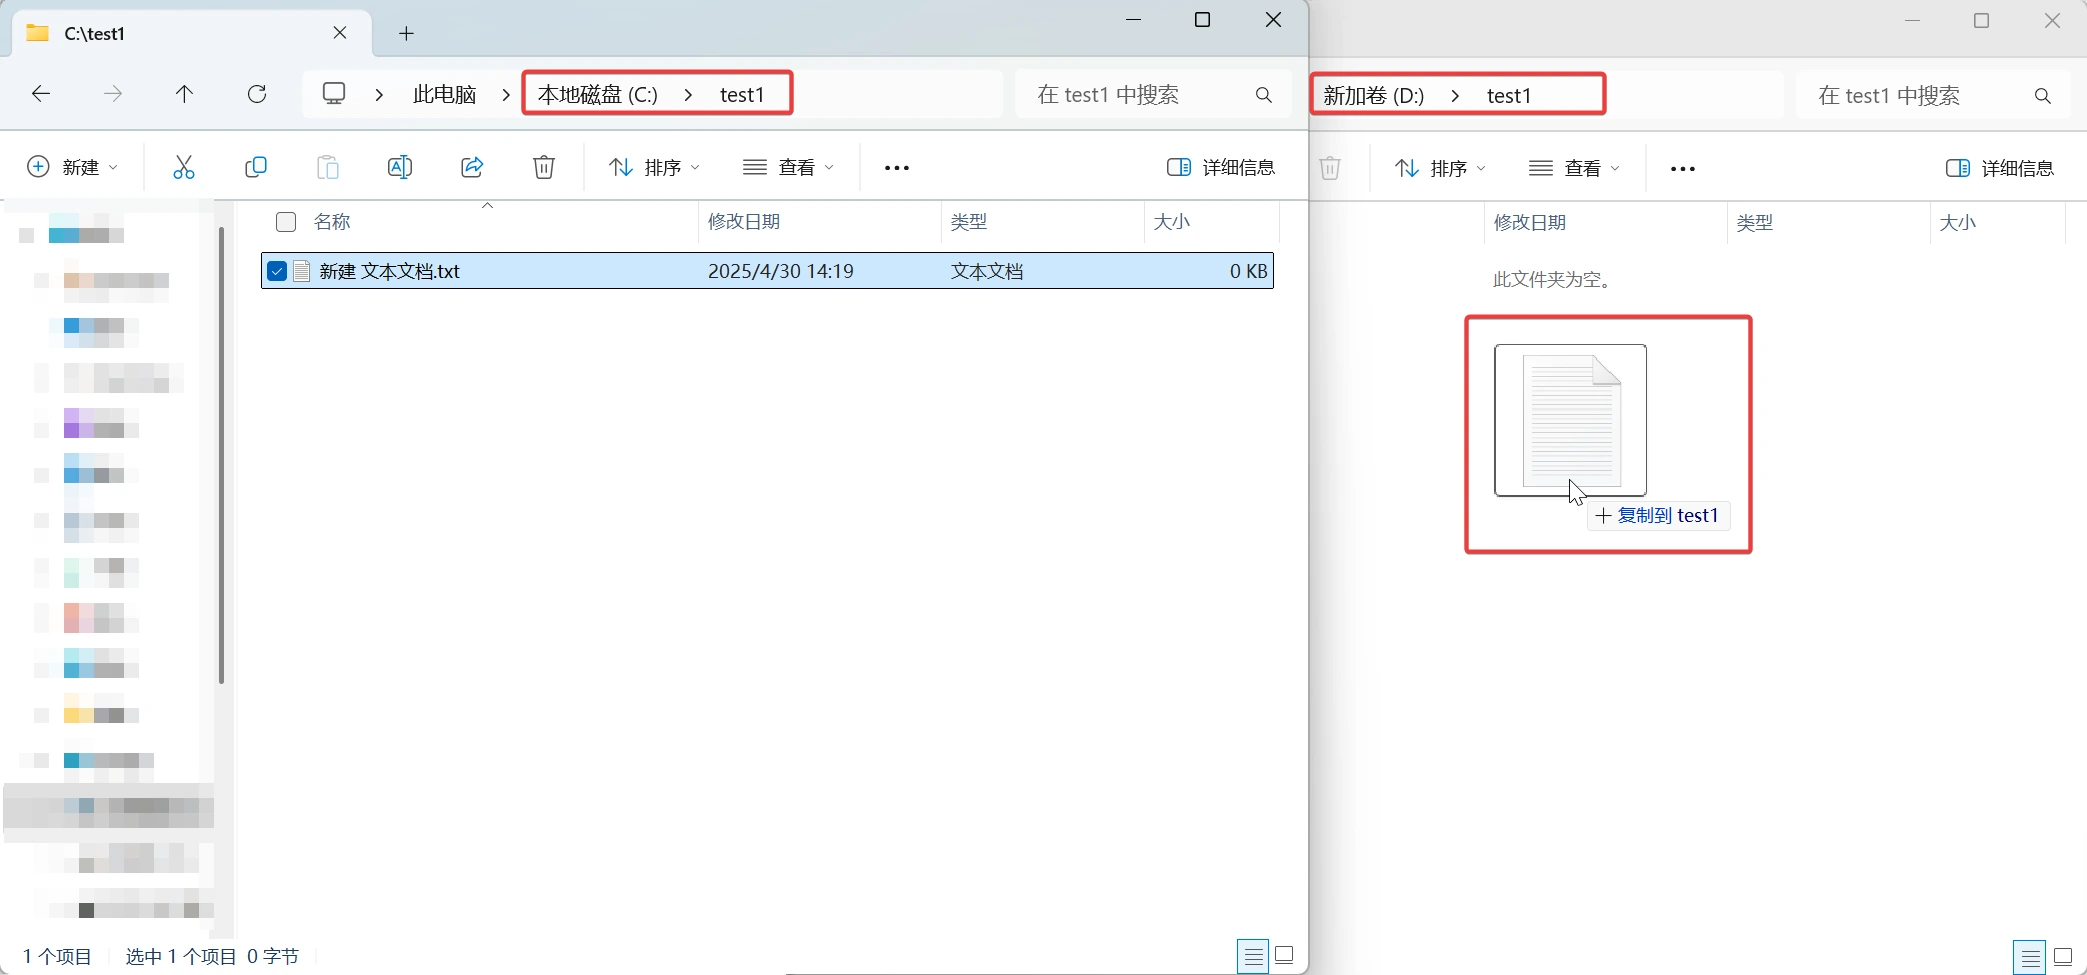 C:\test1
此电脑 > 本地磁盘 (C:) > test1
在 test1 中搜索
新加卷 (D:) > test1
在 test1 中搜索
新建
排序
查看
详细信息
排序
查看
详细信息
名称
修改日期
类型
大小
修改日期
类型
大小
新建 文本文档.txt
2025/4/30 14:19
文本文档
0 KB
此文件夹为空。
+ 复制到 test1
1 个项目
选中 1 个项目 0 字节